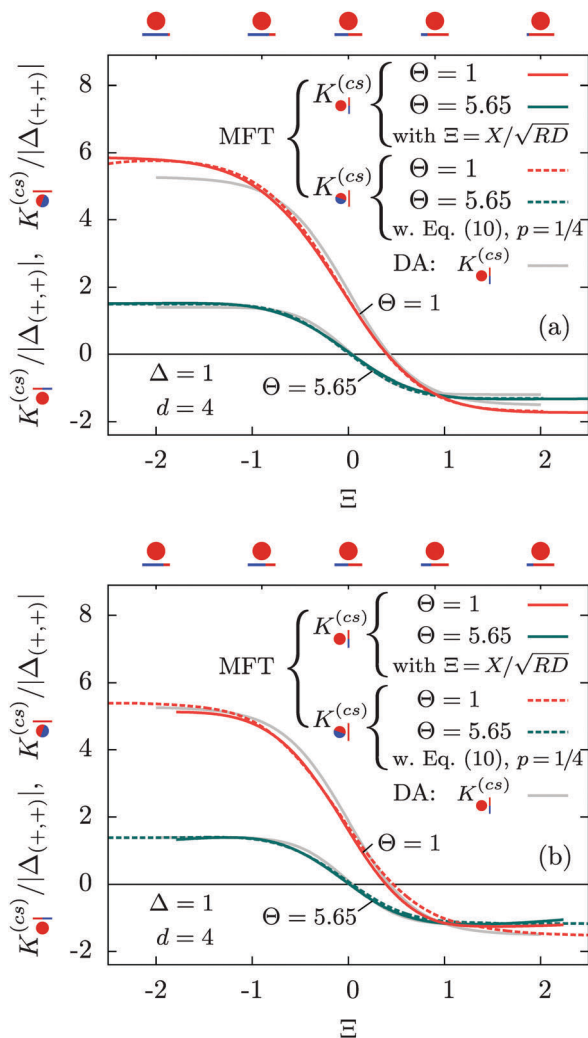 8
6
4
2
0
-2
K^{(cs)}/|Δ_{(+,+)}|, K^{(cs)}/|Δ_{(+,+)}|
MFT
K^{(cs)}
Θ = 1
Θ = 5.65
with Ξ = X/√RD
K^{(cs)}
Θ = 1
Θ = 5.65
w. Eq. (10), p = 1/4
DA: K^{(cs)}
Θ = 1
(a)
Δ = 1
d = 4
Θ = 5.65
-2 -1 0 1 2
Ξ
8
6
4
2
0
-2
K^{(cs)}/|Δ_{(+,+)}|, K^{(cs)}/|Δ_{(+,+)}|
MFT
K^{(cs)}
Θ = 1
Θ = 5.65
with Ξ = X/√RD
K^{(cs)}
Θ = 1
Θ = 5.65
w. Eq. (10), p = 1/4
DA: K^{(cs)}
Θ = 1
(b)
Δ = 1
d = 4
Θ = 5.65
-2 -1 0 1 2
Ξ